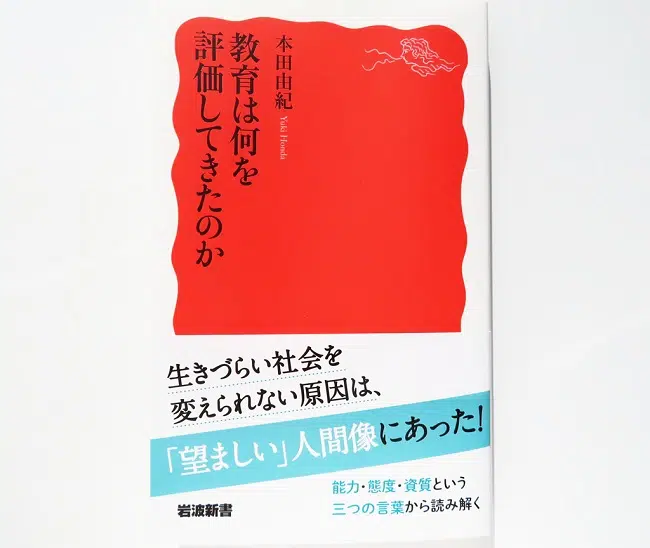 教育は何を
評価してきたのか
本田由紀
Yuki Honda
生きづらい社会を
変えられない原因は、
「望ましい」人間像にあった!
能力・態度・資質という
三つの言葉から読み解く
岩波新書